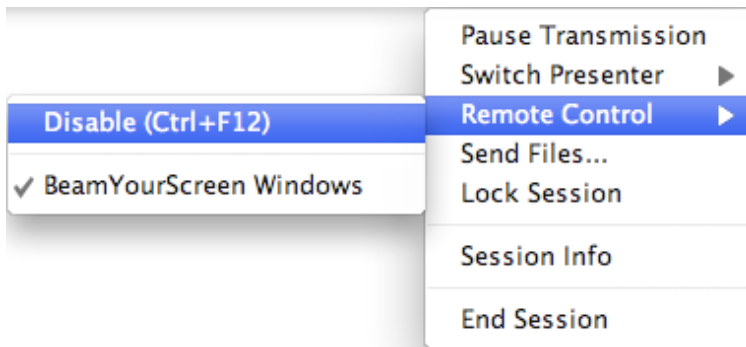 Pause Transmission
Switch Presenter
Remote Control
Disable (Ctrl+F12)
BeamYourScreen Windows
Send Files...
Lock Session
Session Info
End Session